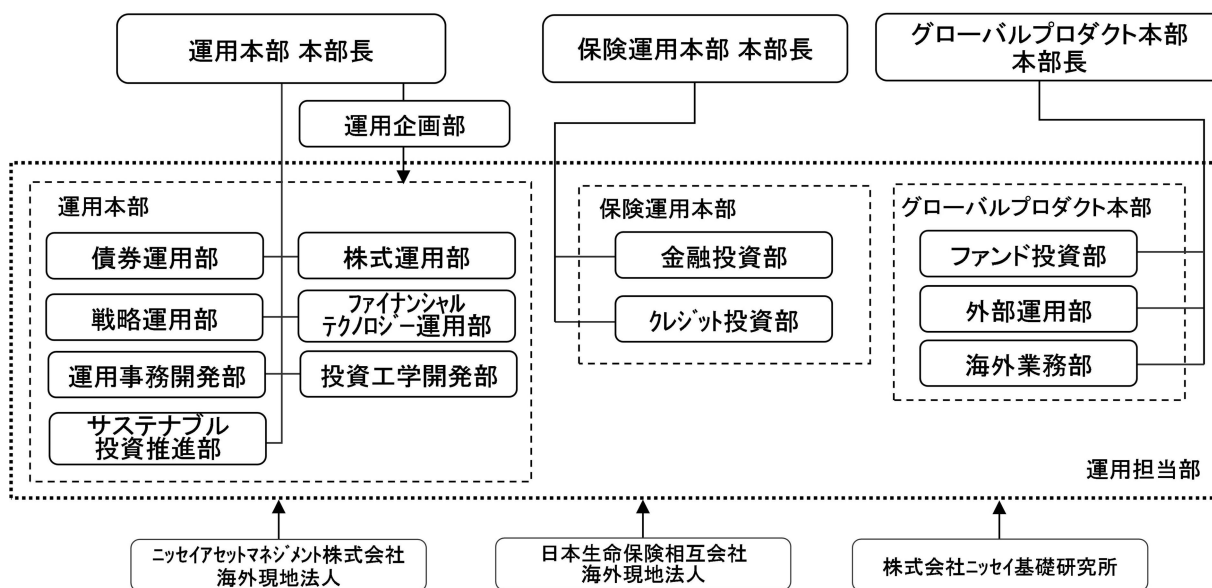 運用本部 本部長
保険運用本部 本部長
グローバルプロダクト本部
本部長
運用企画部
運用本部
債券運用部
株式運用部
戦略運用部
ファイナンシャル
テクノロジー運用部
運用事務開発部
投資工学開発部
サステナブル
投資推進部
保険運用本部
金融投資部
クレジット投資部
グローバルプロダクト本部
ファンド投資部
外部運用部
海外業務部
運用担当部
ニッセイアセットマネジメント株式会社
海外現地法人
日本生命保険相互会社
海外現地法人
株式会社ニッセイ基礎研究所